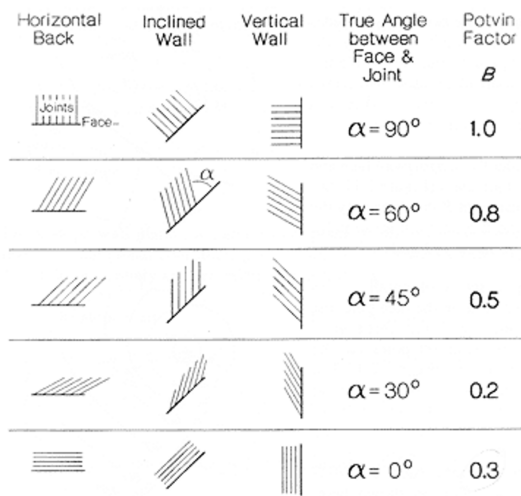 Horizontal Back
Inclined Wall
Vertical Wall
True Angle between Face & Joint
Potvin Factor B
Joints
Face
α = 90° 1.0
α
α = 60° 0.8
α = 45° 0.5
α = 30° 0.2
α = 0° 0.3